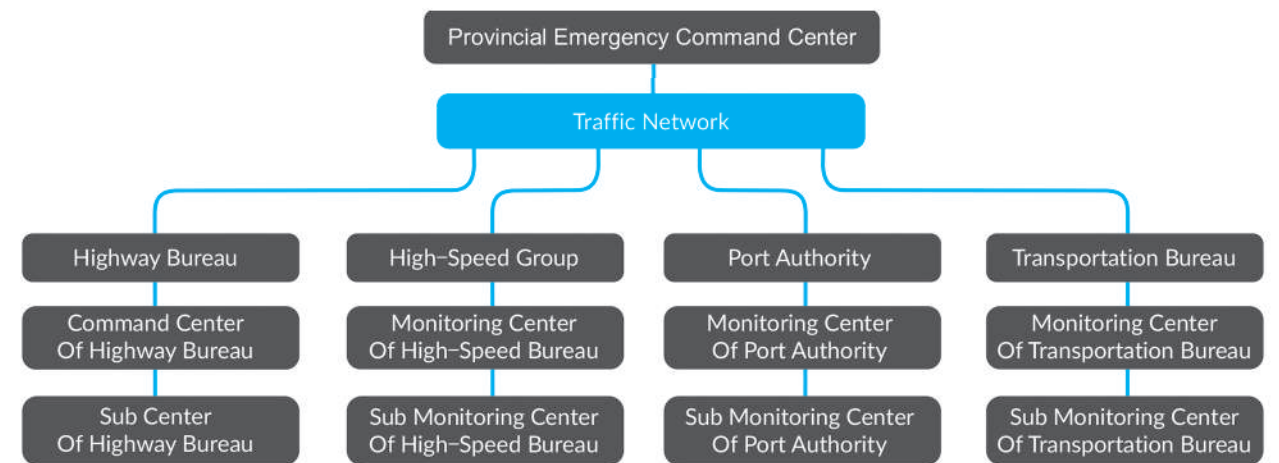 Provincial Emergency Command Center
Traffic Network
Highway Bureau
High-Speed Group
Port Authority
Transportation Bureau
Command Center
Of Highway Bureau
Monitoring Center
Of High-Speed Bureau
Monitoring Center
Of Port Authority
Monitoring Center
Of Transportation Bureau
Sub Center
Of Highway Bureau
Sub Monitoring Center
Of High-Speed Bureau
Sub Monitoring Center
Of Port Authority
Sub Monitoring Center
Of Transportation Bureau